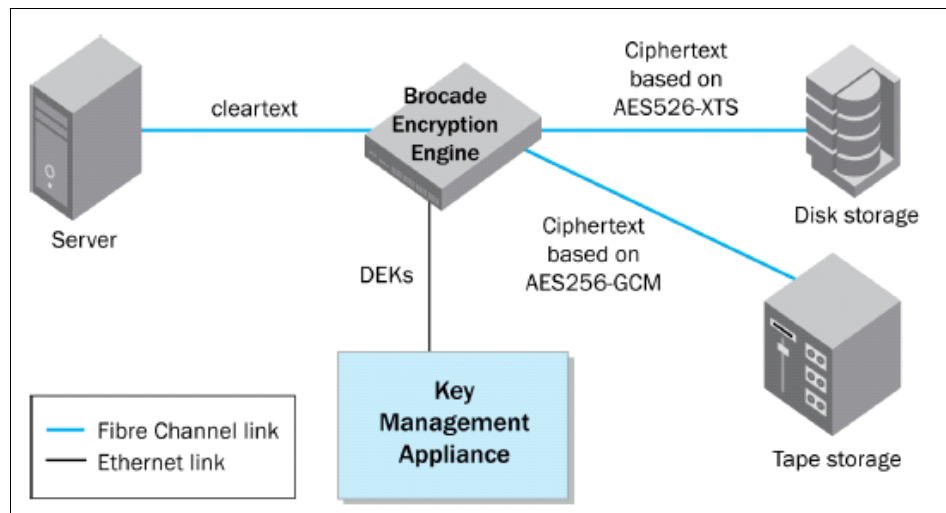 cleartext
Server
Brocade
Encryption
Engine
Ciphertext
based on
AES526-XTS
Disk storage
Ciphertext
based on
AES256-GCM
Tape storage
DEKs
Key
Management
Appliance
Fibre Channel link
Ethernet link